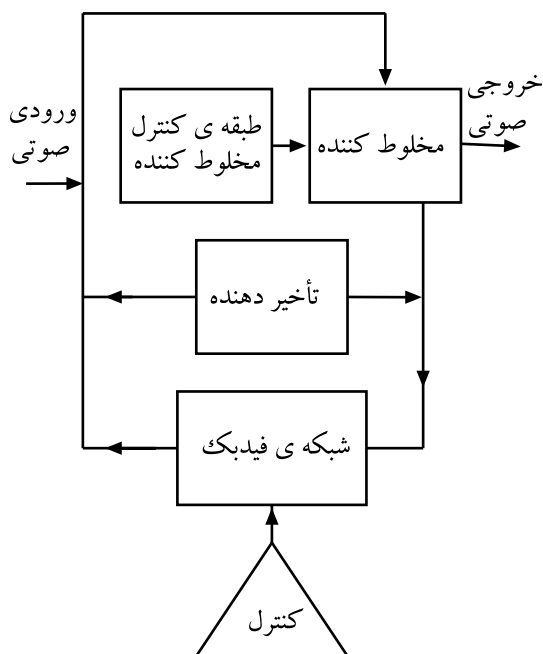 خروجی
صوتی
ورودی
صوتی
طبقه ی کنترل
مخلوط کننده
مخلوط کننده
تأخیر دهنده
شبکه ی فیدبک
کنترل